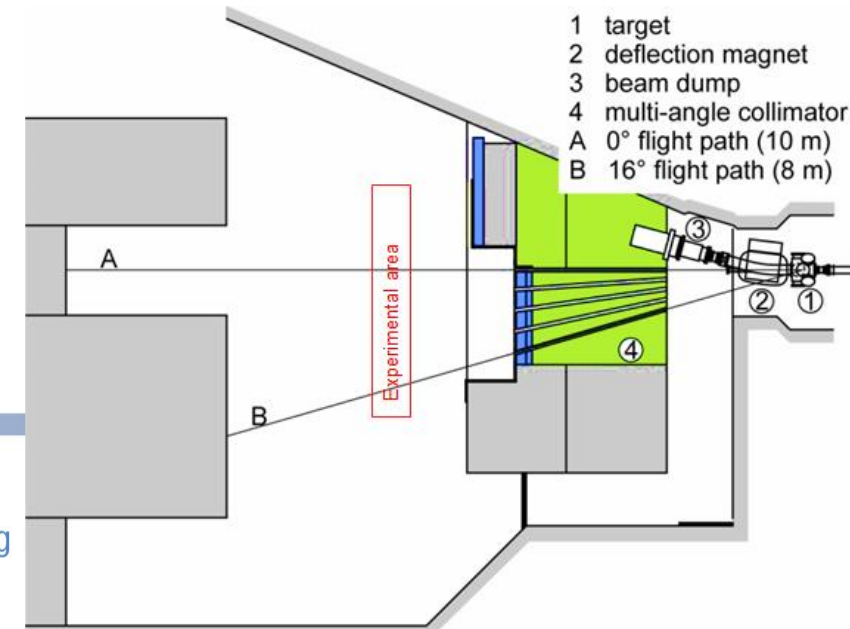 1 target
2 deflection magnet
3 beam dump
4 multi-angle collimator
A 0° flight path (10 m)
B 16° flight path (8 m)
3
A
2
1
Experimental area
4
B
g